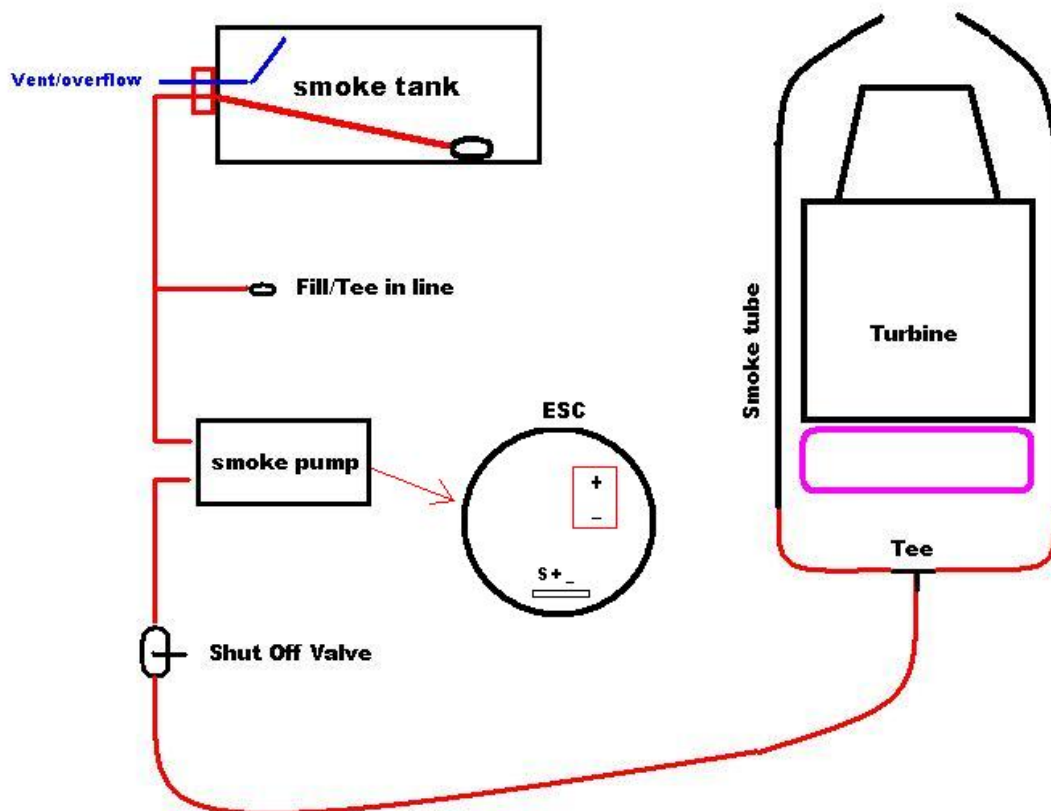 Vent/overflow
smoke tank
Fill/Tee in line
Smoke tube
Turbine
ESC
smoke pump
+
–
S + –
Tee
Shut Off Valve